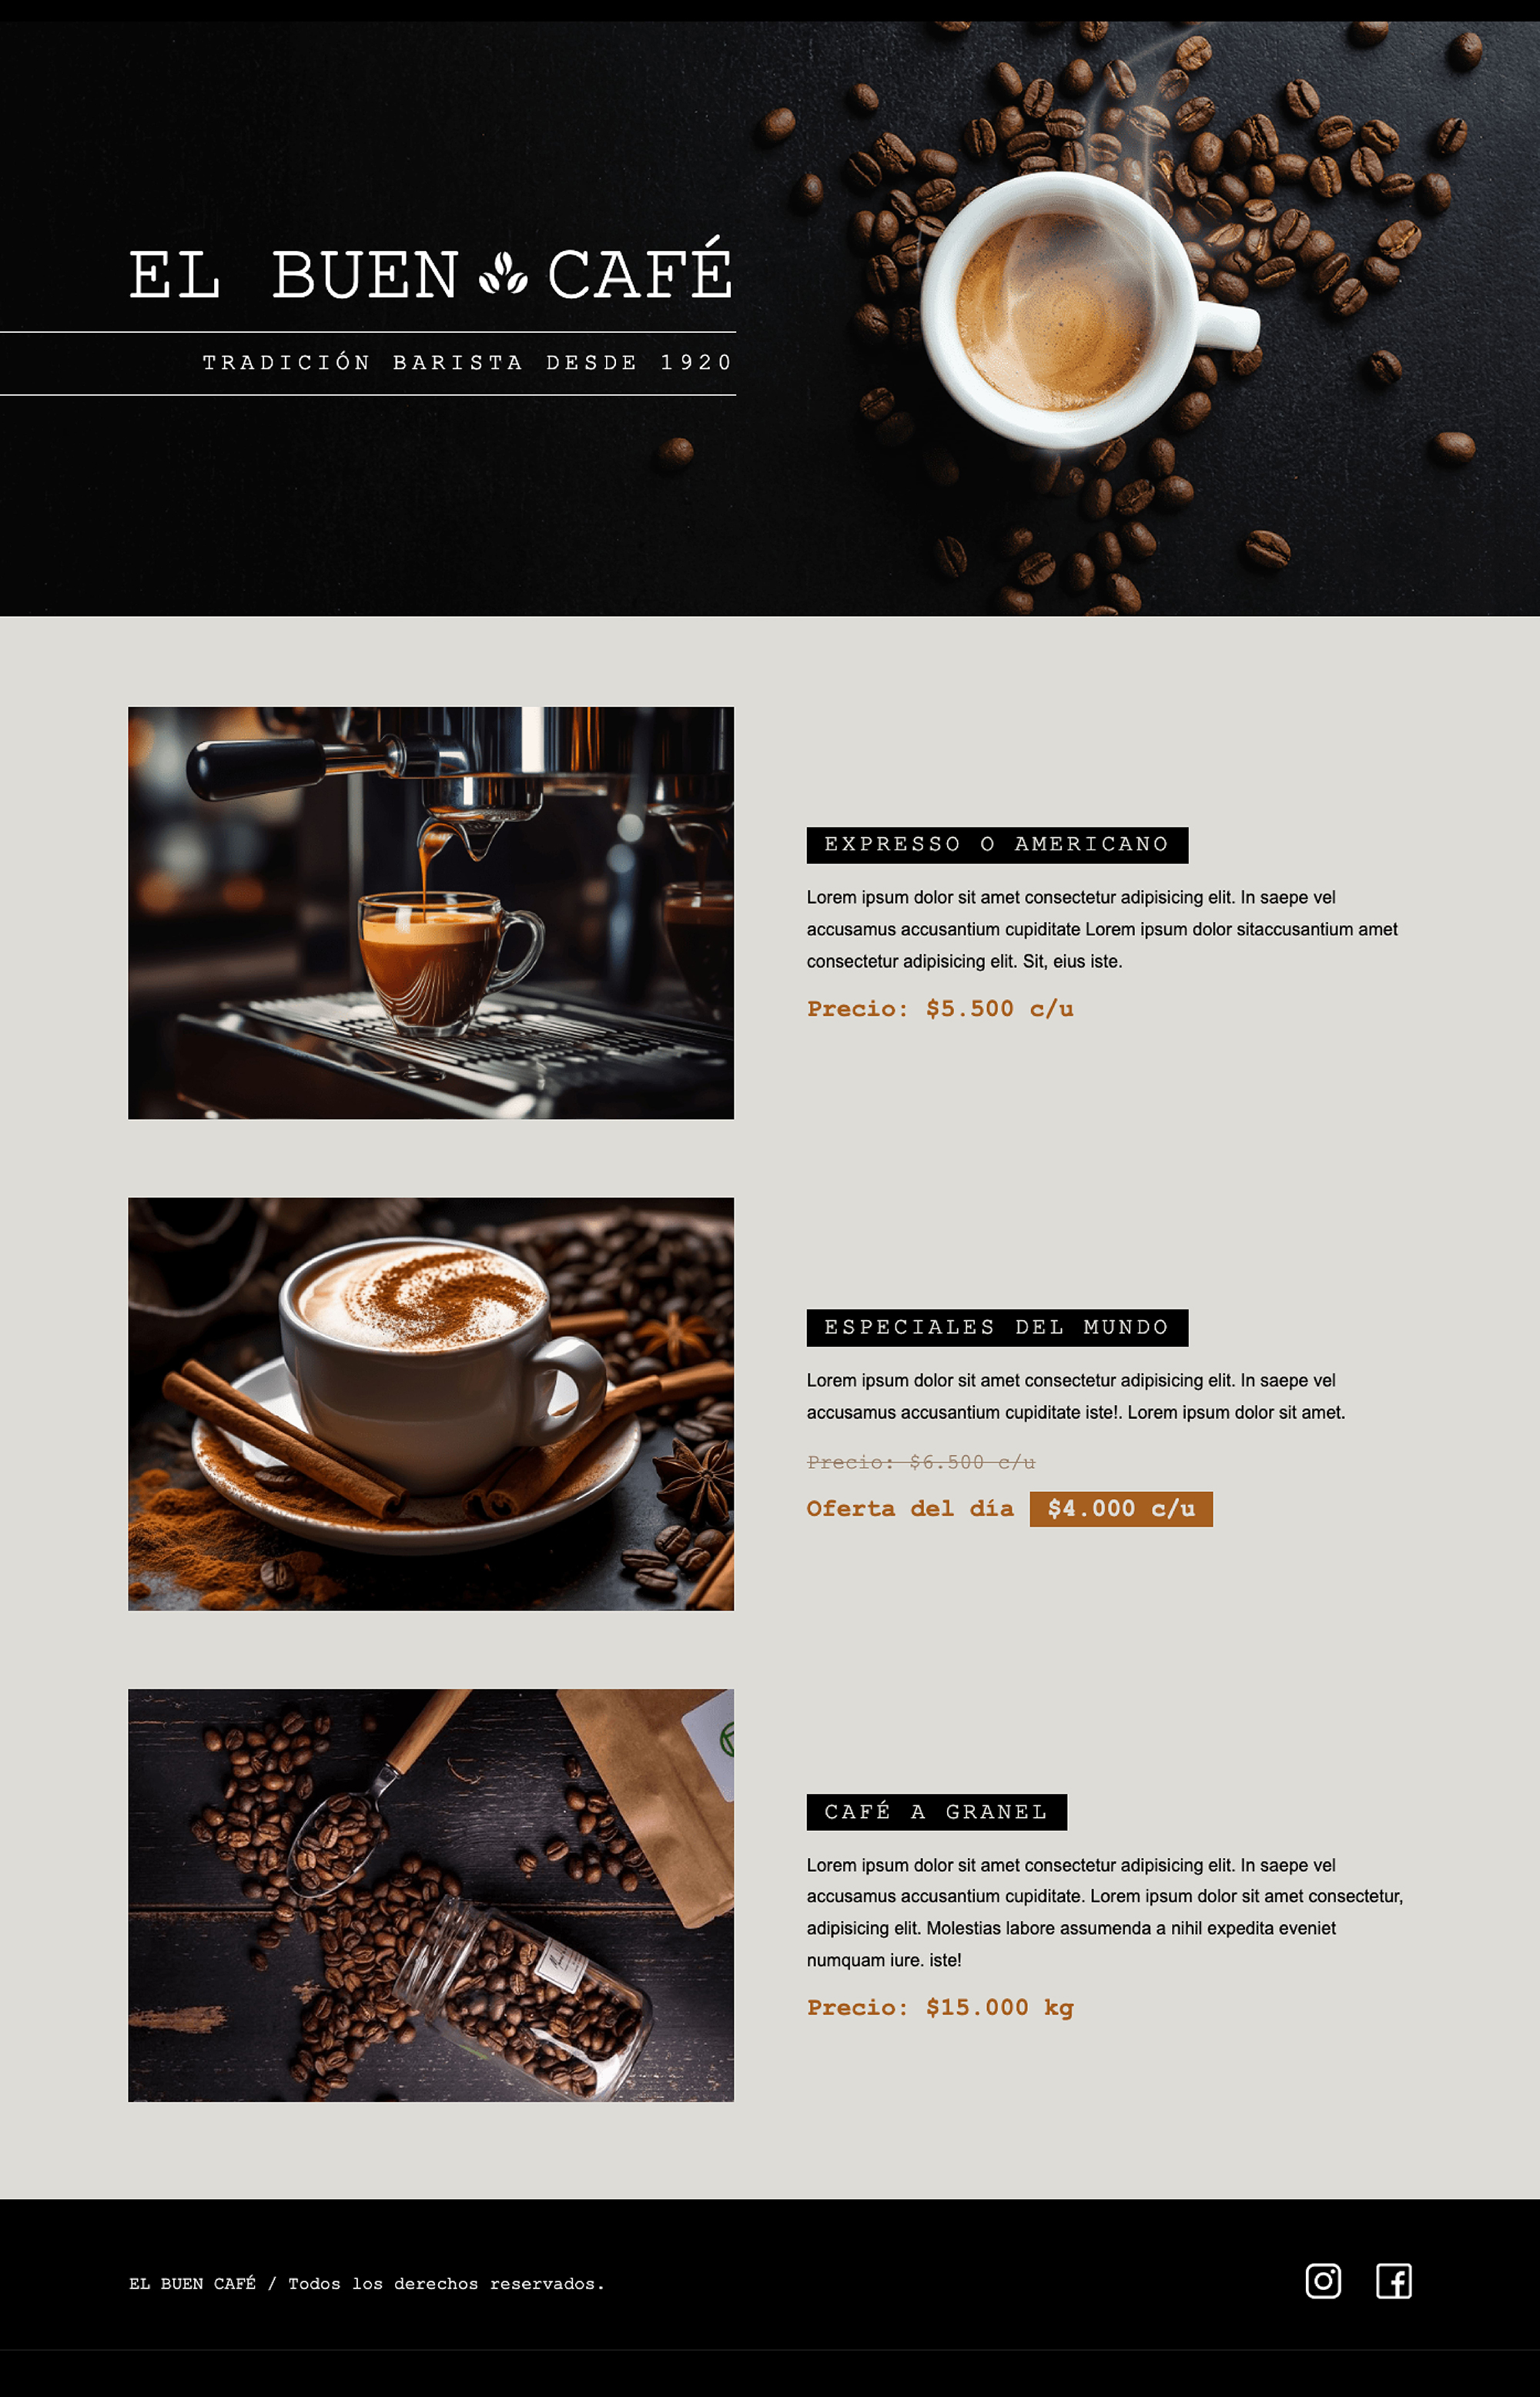 EL BUEN CAFÉ
TRADICIÓN BARISTA DESDE 1920
EXPRESSO O AMERICANO
Lorem ipsum dolor sit amet consectetur adipisicing elit. In saepe vel
accusamus accusantium cupiditate Lorem ipsum dolor sitaccusantium amet
consectetur adipisicing elit. Sit, eius iste.
Precio: $5.500 c/u
ESPECIALES DEL MUNDO
Lorem ipsum dolor sit amet consectetur adipisicing elit. In saepe vel
accusamus accusantium cupiditate iste!. Lorem ipsum dolor sit amet.
Precio: $6.500 c/u
Oferta del día $4.000 c/u
CAFÉ A GRANEL
Lorem ipsum dolor sit amet consectetur adipisicing elit. In saepe vel
accusamus accusantium cupiditate. Lorem ipsum dolor sit amet consectetur,
adipisicing elit. Molestias labore assumenda a nihil expedita eveniet
numquam iure. iste!
Precio: $15.000 kg
EL BUEN CAFÉ / Todos los derechos reservados.